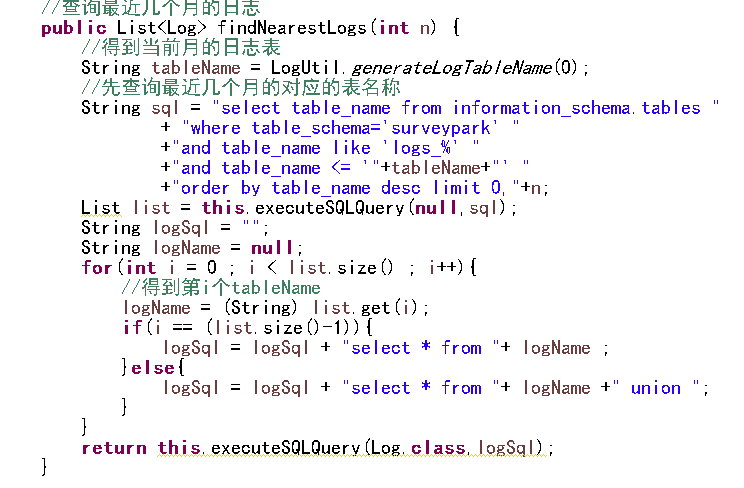 //查询最近几个月的日志
public List<Log> findNearestLogs(int n) {
//得到当前月的日志表
String tableName = LogUtil.generateLogTableName(0);
//先查询最近几个月的对应的表名称
String sql = "select table_name from information_schema.tables "
+ "where table_schema='surveypark' "
+"and table_name like 'logs_%' "
+"and table_name <= '"+tableName+"' "
+"order by table_name desc limit 0,"+n;
List list = this.executeSQLQuery(null,sql);
String logSql = "";
String logName = null;
for(int i = 0 ; i < list.size() ; i++){
//得到第i个tableName
logName = (String) list.get(i);
if(i == (list.size()-1)){
logSql = logSql + "select * from "+ logName ;
}else{
logSql = logSql + "select * from "+ logName +" union ";
}
}
return this.executeSQLQuery(Log.class,logSql);
}